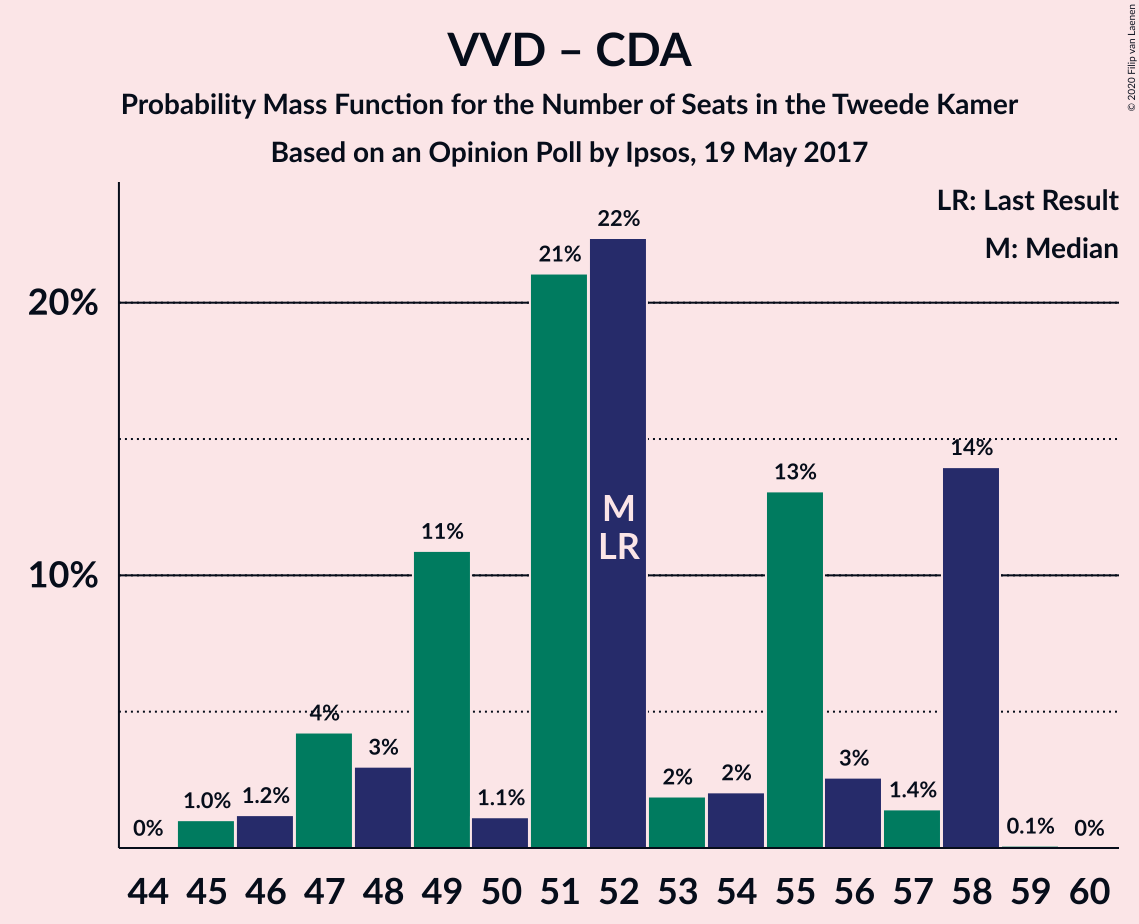 VVD – CDA
Probability Mass Function for the Number of Seats in the Tweede Kamer
Based on an Opinion Poll by Ipsos, 19 May 2017
© 2020 Filip van Laenen
LR: Last Result
M: Median
20%
10%
0%
1.0%
1.2%
4%
3%
11%
1.1%
21%
22%
2%
2%
13%
3%
1.4%
14%
0.1%
0%
M
LR
44 45 46 47 48 49 50 51 52 53 54 55 56 57 58 59 60